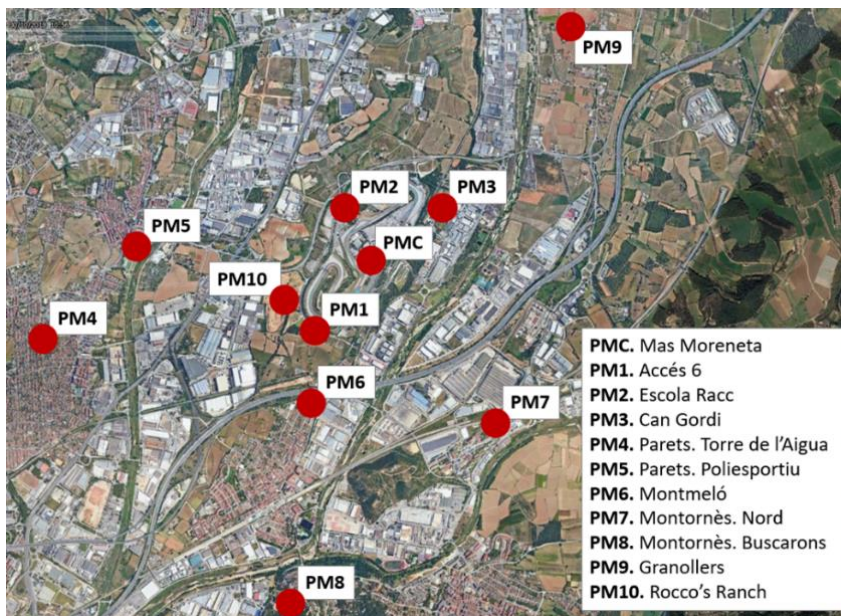 PM9
PM2
PM3
PM5
PMC
PM10
PM4
PM1
PM6
PM7
PM8
PMC. Mas Moreneta
PM1. Accés 6
PM2. Escola Racc
PM3. Can Gordi
PM4. Parets. Torre de l'Aigua
PM5. Parets. Poliesportiu
PM6. Montmeló
PM7. Montornès. Nord
PM8. Montornès. Buscarons
PM9. Granollers
PM10. Rocco's Ranch